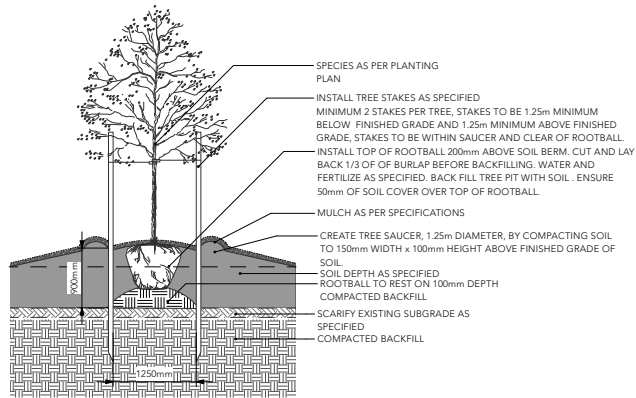 SPECIES AS PER PLANTING
PLAN
INSTALL TREE STAKES AS SPECIFIED
MINIMUM 2 STAKES PER TREE, STAKES TO BE 1.25m MINIMUM
BELOW FINISHED GRADE AND 1.25m MINIMUM ABOVE FINISHED
GRADE, STAKES TO BE WITHIN SAUCER AND CLEAR OF ROOTBALL.
INSTALL TOP OF ROOTBALL 200mm ABOVE SOIL BERM. CUT AND LAY
BACK 1/3 OF OF BURLAP BEFORE BACKFILLING. WATER AND
FERTILIZE AS SPECIFIED. BACK FILL TREE PIT WITH SOIL . ENSURE
50mm OF SOIL COVER OVER TOP OF ROOTBALL.
MULCH AS PER SPECIFICATIONS
CREATE TREE SAUCER, 1.25m DIAMETER, BY COMPACTING SOIL
TO 150mm WIDTH x 100mm HEIGHT ABOVE FINISHED GRADE OF
SOIL.
SOIL DEPTH AS SPECIFIED
ROOTBALL TO REST ON 100mm DEPTH
COMPACTED BACKFILL
SCARIFY EXISTING SUBGRADE AS
SPECIFIED
COMPACTED BACKFILL
900mm
1250mm